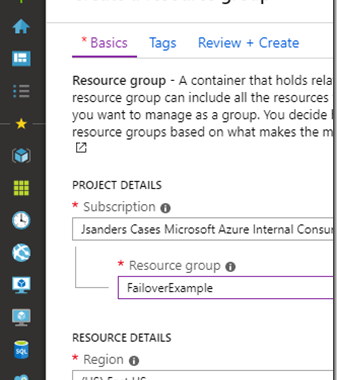 * Basics Tags Review + Create
Resource group - A container that holds rela
resource group can include all the resources
you want to manage as a group. You decide
resource groups based on what makes the m
PROJECT DETAILS
* Subscription
Jsanders Cases Microsoft Azure Internal Consu
* Resource group
FailoverExample
RESOURCE DETAILS
* Region
SQL